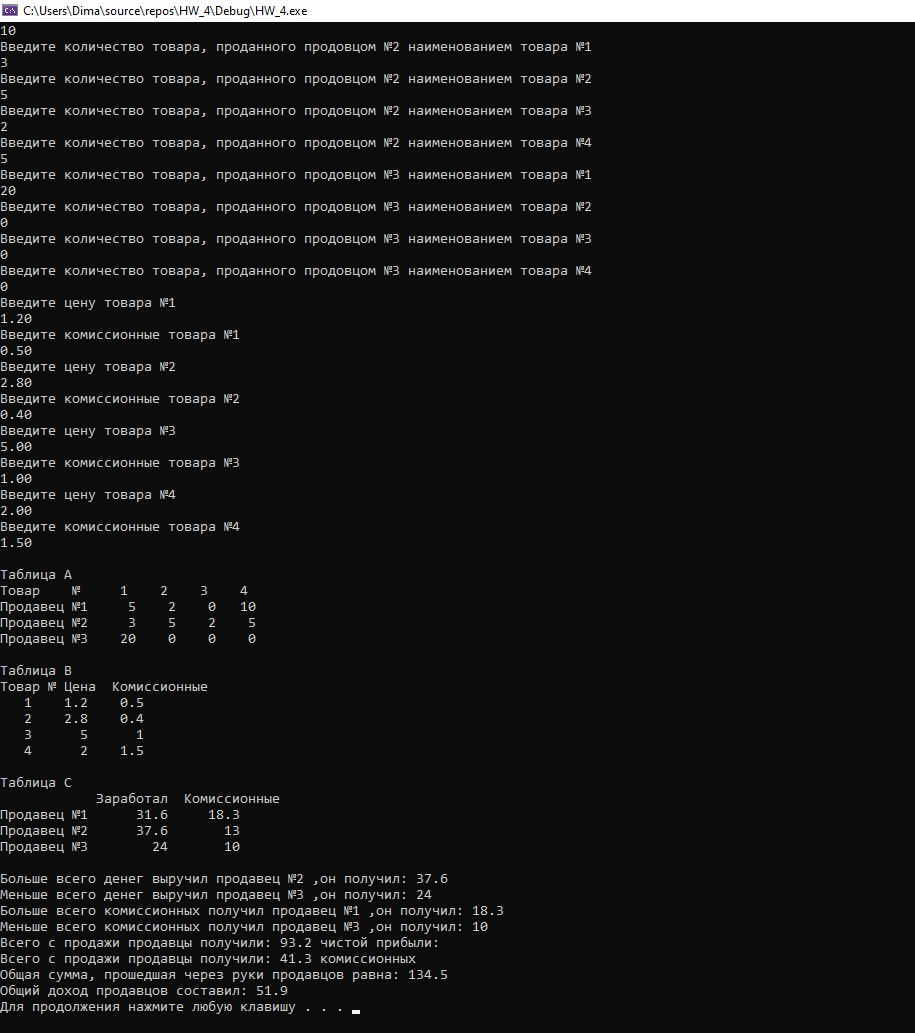 C:\Users\Dima\source\repos\HW_4\Debug\HW_4.exe
10
Введите количество товара, проданного продовцом №2 наименованием товара №1
3
Введите количество товара, проданного продовцом №2 наименованием товара №2
5
Введите количество товара, проданного продовцом №2 наименованием товара №3
2
Введите количество товара, проданного продовцом №2 наименованием товара №4
5
Введите количество товара, проданного продовцом №3 наименованием товара №1
20
Введите количество товара, проданного продовцом №3 наименованием товара №2
0
Введите количество товара, проданного продовцом №3 наименованием товара №3
0
Введите количество товара, проданного продовцом №3 наименованием товара №4
0
Введите цену товара №1
1.20
Введите комиссионные товара №1
0.50
Введите цену товара №2
2.80
Введите комиссионные товара №2
0.40
Введите цену товара №3
5.00
Введите комиссионные товара №3
1.00
Введите цену товара №4
2.00
Введите комиссионные товара №4
1.50
Таблица A
Товар    №     1    2    3    4
Продавец №1     5    2    0   10
Продавец №2     3    5    2    5
Продавец №3    20    0    0    0
Таблица B
Товар № Цена  Комиссионные
   1    1.2    0.5
   2    2.8    0.4
   3      5      1
   4      2    1.5
Таблица C
            Заработал  Комиссионные
Продавец №1      31.6     18.3
Продавец №2      37.6       13
Продавец №3        24       10
Больше всего денег выручил продавец №2 ,он получил: 37.6
Меньше всего денег выручил продавец №3 ,он получил: 24
Больше всего комиссионных получил продавец №1 ,он получил: 18.3
Меньше всего комиссионных получил продавец №3 ,он получил: 10
Всего с продажи продавцы получили: 93.2 чистой прибыли:
Всего с продажи продавцы получили: 41.3 комиссионных
Общая сумма, прошедшая через руки продавцов равна: 134.5
Общий доход продавцов составил: 51.9
Для продолжения нажмите любую клавишу . . .